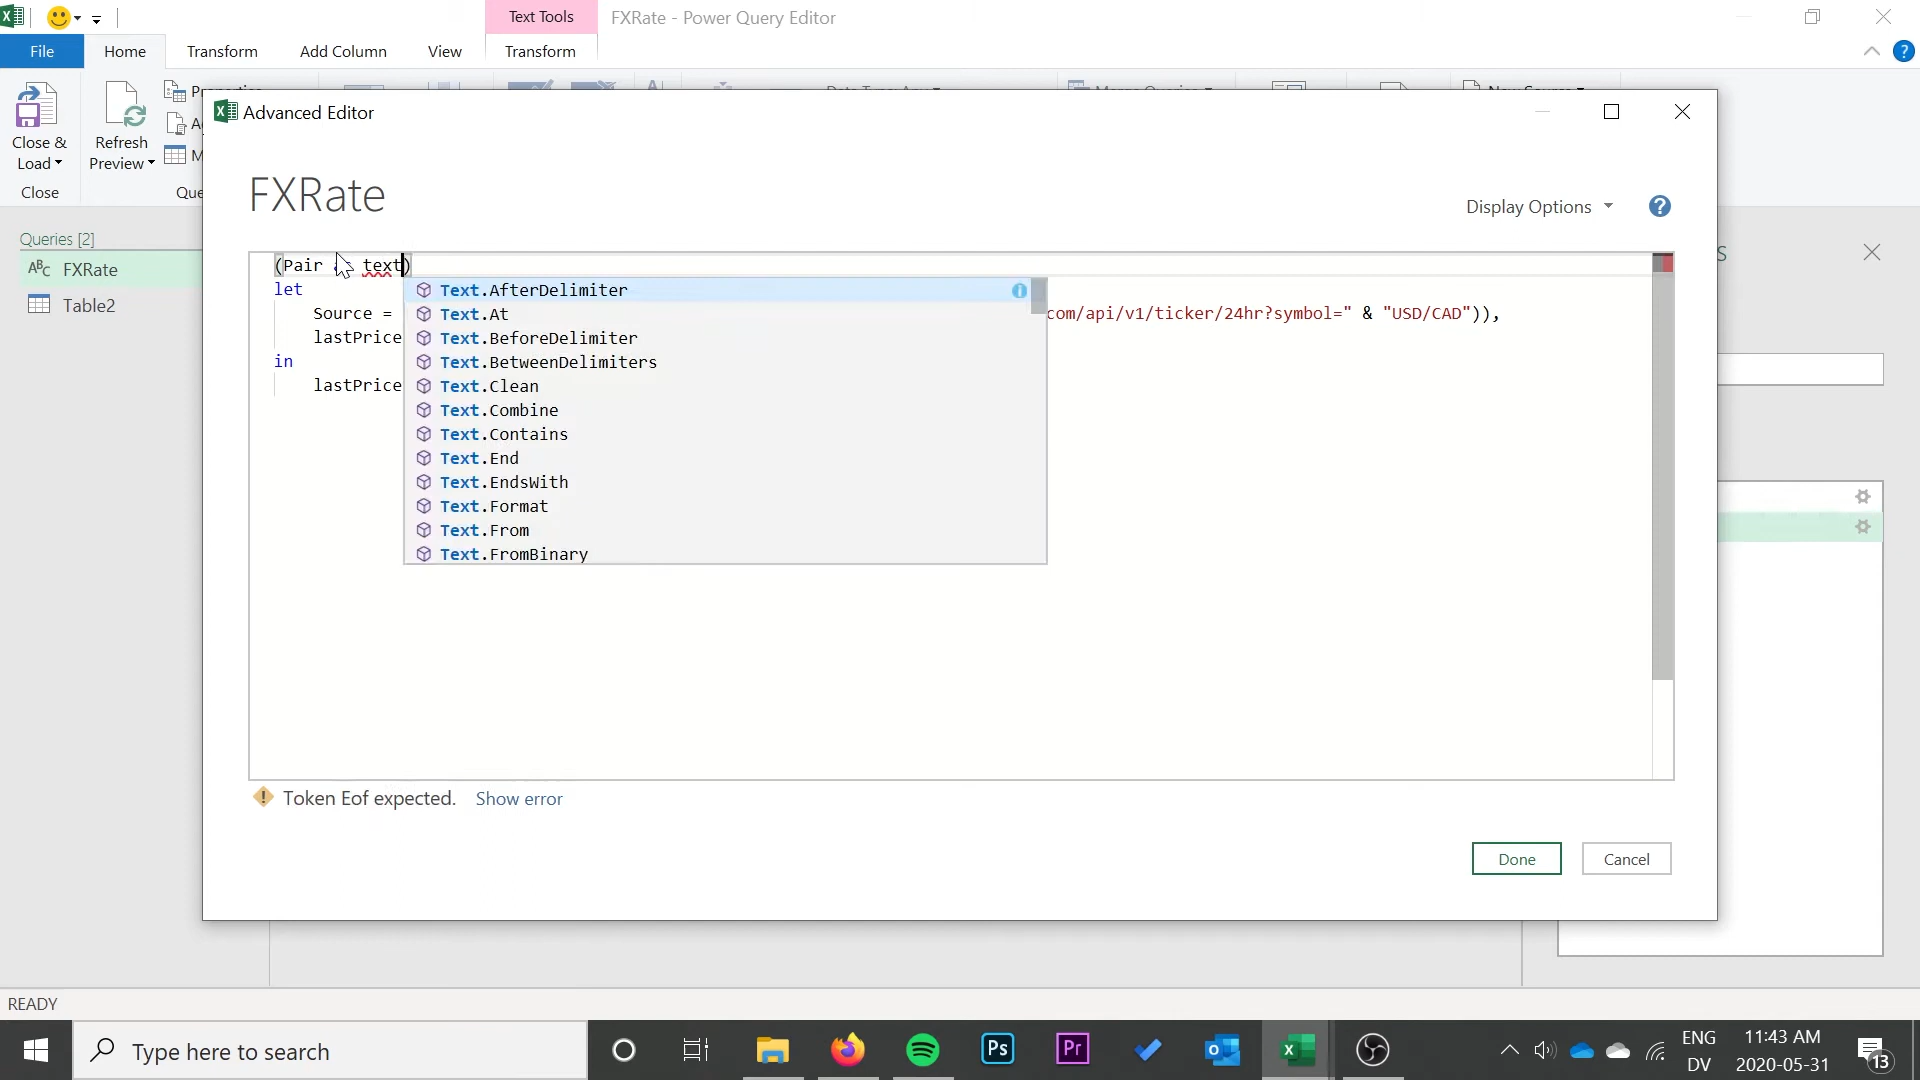 Text Tools
FXRate - Power Query Editor
File
Home
Transform
Add Column
View
Transform
Close &
Load
Close
Refresh
Preview
Advanced Editor
FXRate
Display Options
Queries [2]
FXRate
Table2
(Pair as text)
let
Source =
com/api/v1/ticker/24hr?symbol=" & "USD/CAD")),
lastPrice
in
lastPrice
Text.AfterDelimiter
Text.At
Text.BeforeDelimiter
Text.BetweenDelimiters
Text.Clean
Text.Combine
Text.Contains
Text.End
Text.EndsWith
Text.Format
Text.From
Text.FromBinary
Token Eof expected. Show error
Done
Cancel
READY
Type here to search
Ps
Pr
ENG
DV
11:43 AM
2020-05-31
13